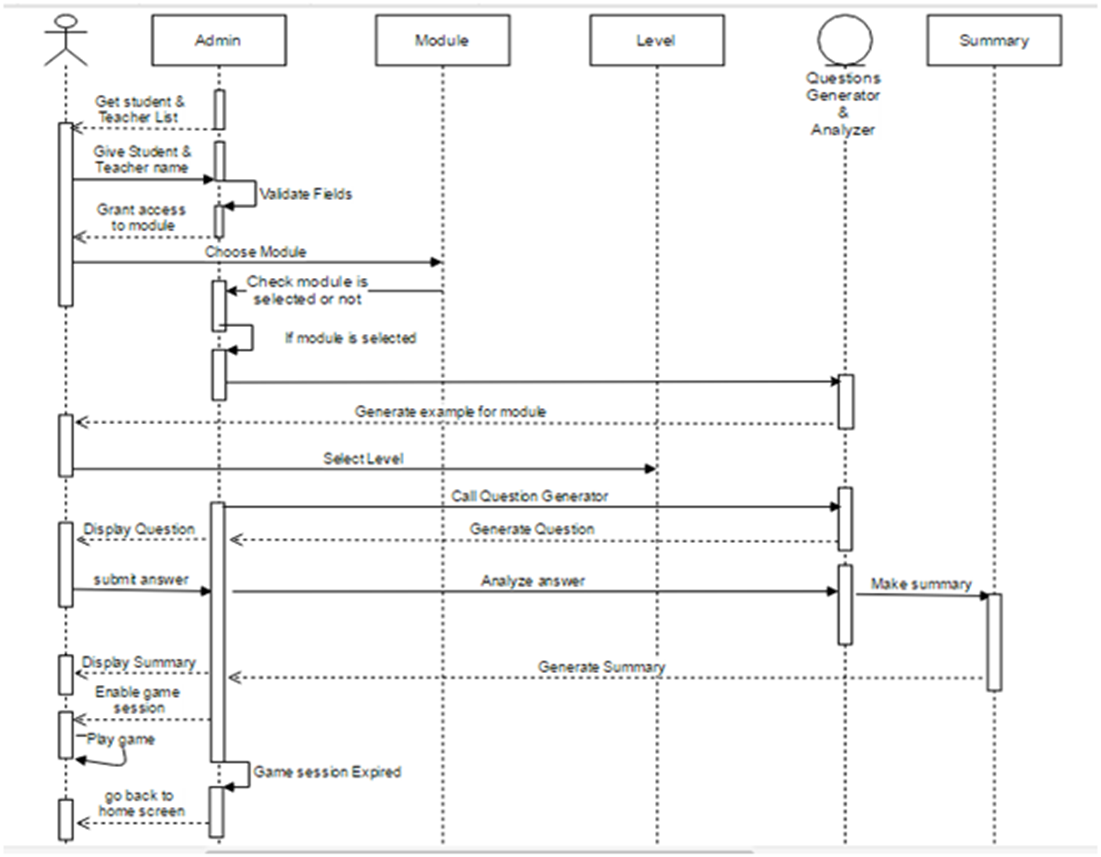 Admin
Module
Level
Questions
Generator
&
Analyzer
Summary
Get student &
Teacher List
Give Student &
Teacher name
Validate Fields
Grant access
to module
Choose Module
Check module is
selected or not
If module is selected
Generate example for module
Select Level
Call Question Generator
Display Question
Generate Question
submit answer
Analyze answer
Make summary
Display Summary
Generate Summary
Enable game
session
Play game
Game session Expired
go back to
home screen